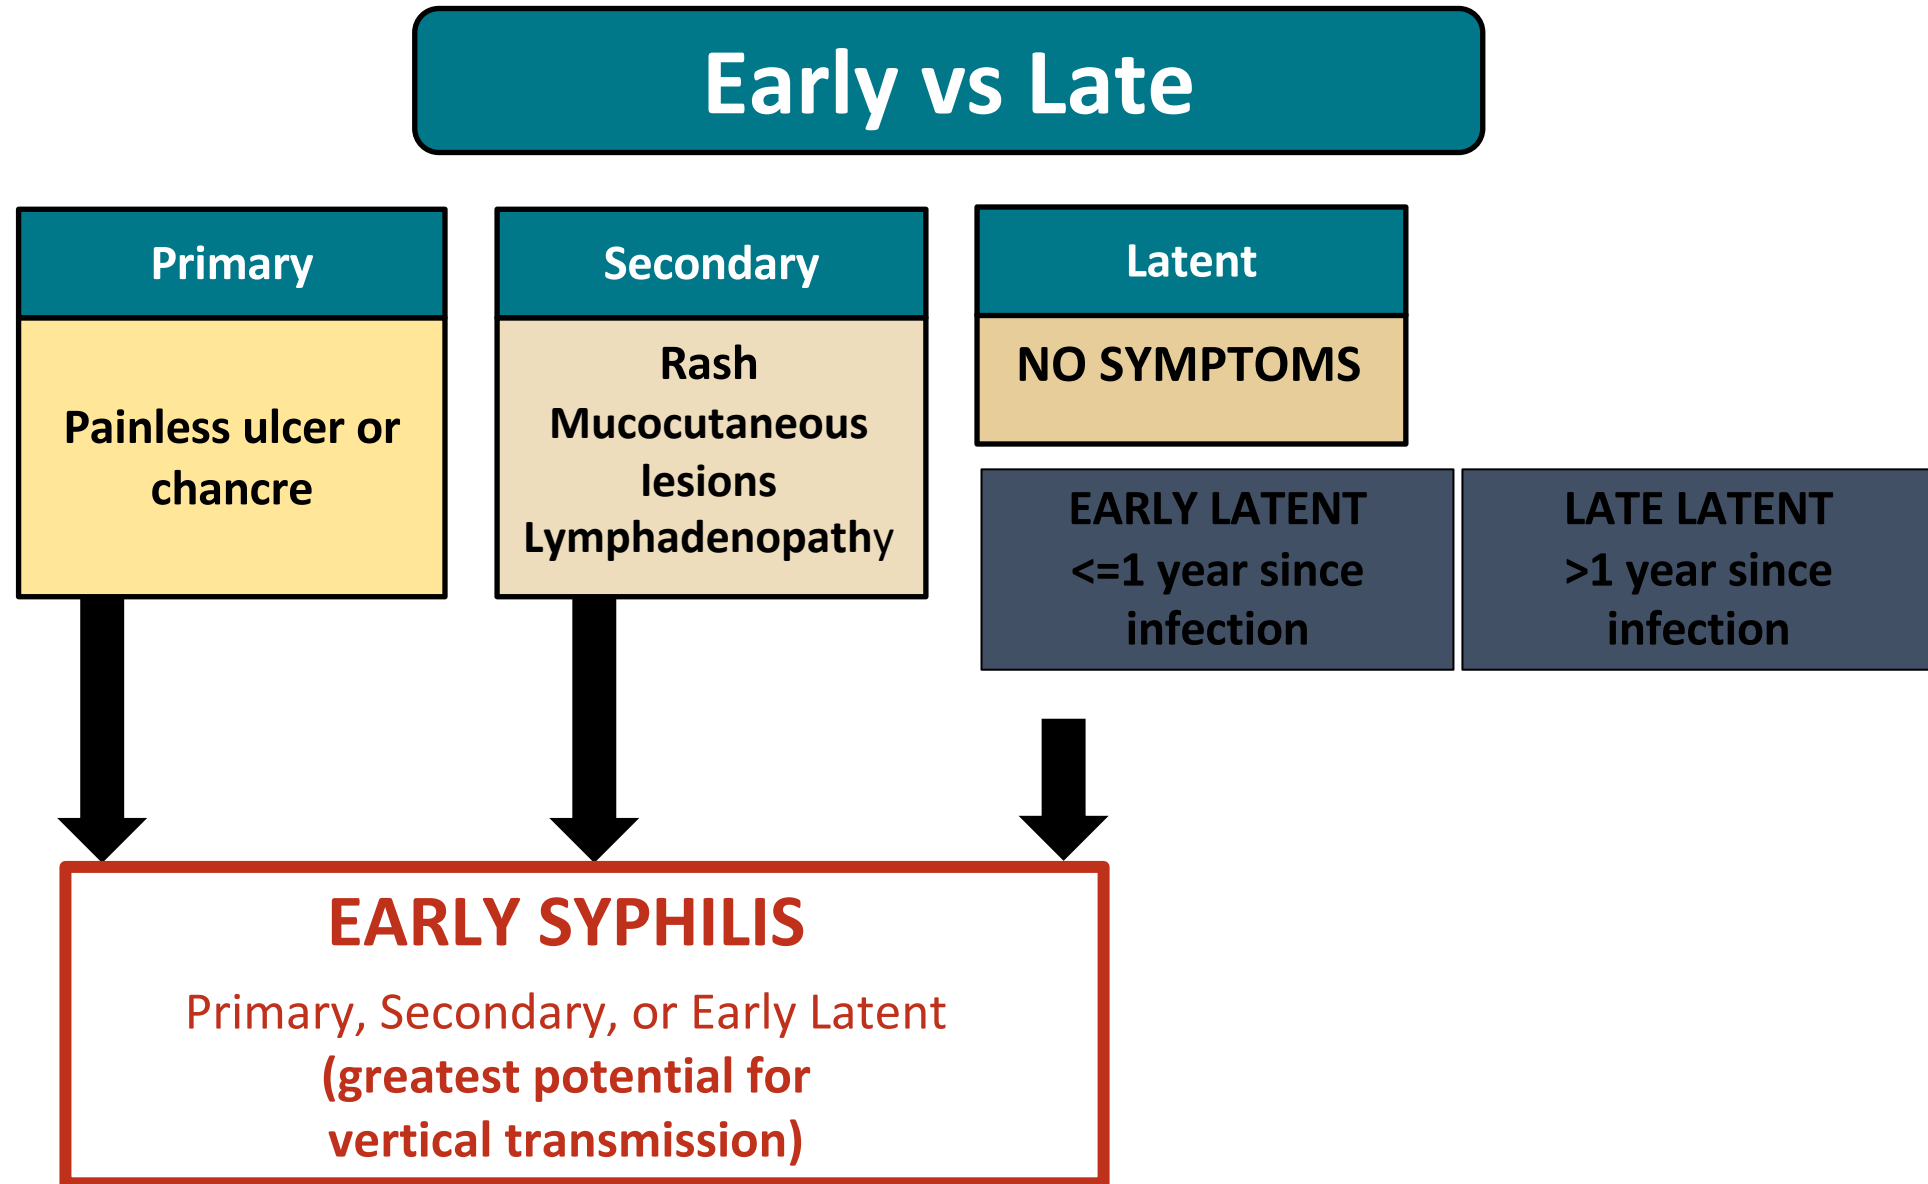 Early vs Late
Primary
Painless ulcer or
chancre
Secondary
Rash
Mucocutaneous
lesions
Lymphadenopathy
Latent
NO SYMPTOMS
EARLY LATENT
<=1 year since
infection
LATE LATENT
>1 year since
infection
EARLY SYPHILIS
Primary, Secondary, or Early Latent
(greatest potential for
vertical transmission)